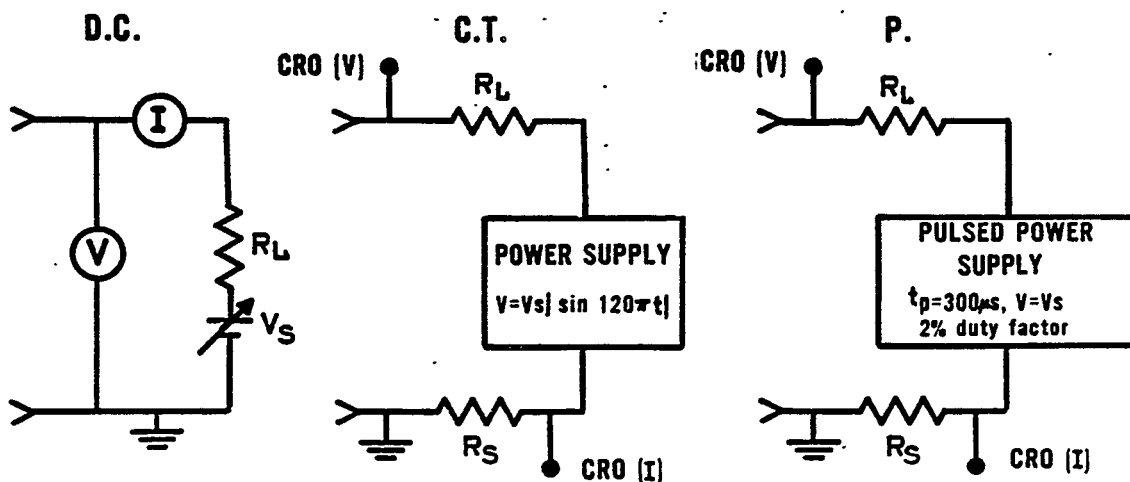 D.C.
I
V
RL
VS
C.T.
CRO (V)
RL
POWER SUPPLY
V=Vs| sin 120πt|
RS
CRO (I)
P.
CRO (V)
RL
PULSED POWER
SUPPLY
tp=300μs, V=Vs
2% duty factor
RS
CRO (I)